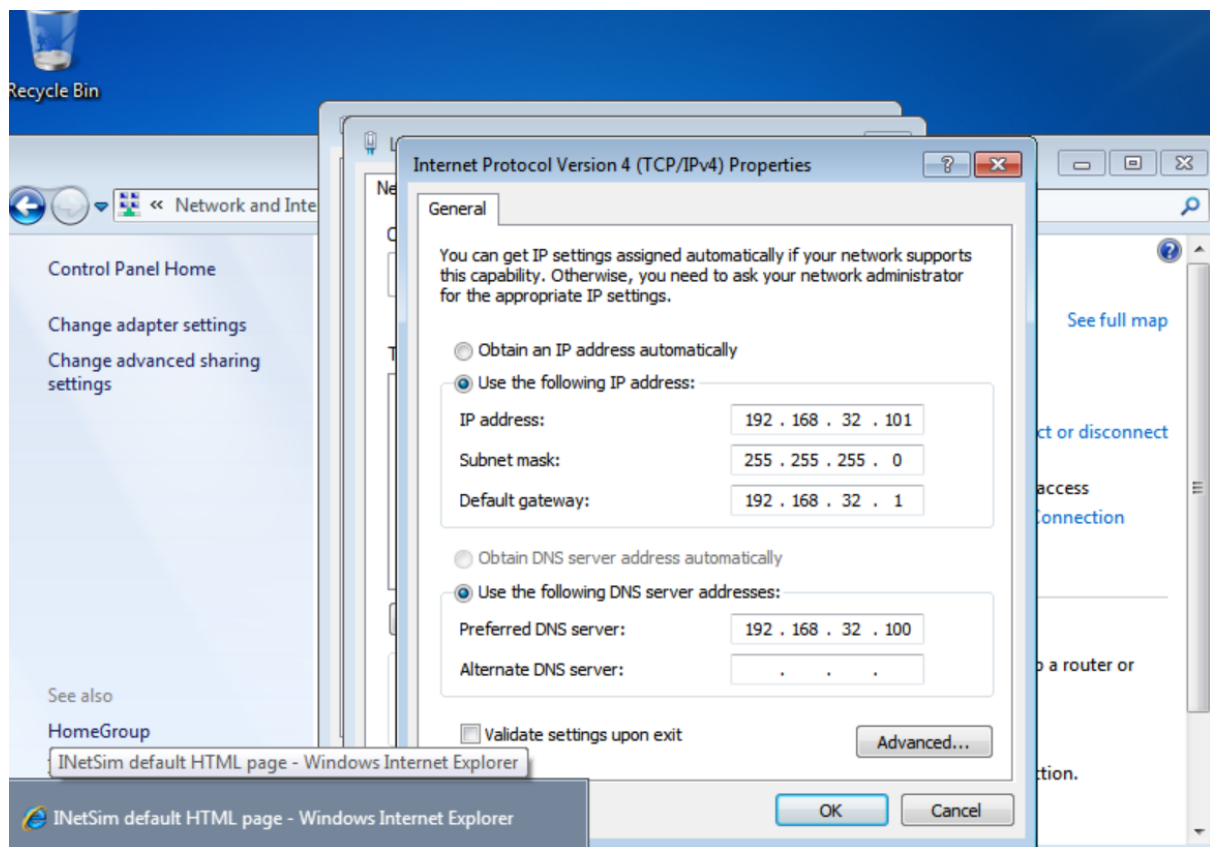 Recycle Bin
Internet Protocol Version 4 (TCP/IPv4) Properties
?
« Network and Inte
Ne
General
Control Panel Home
Change adapter settings
Change advanced sharing
settings
You can get IP settings assigned automatically if your network supports
this capability. Otherwise, you need to ask your network administrator
for the appropriate IP settings.
Obtain an IP address automatically
Use the following IP address:
IP address: 192 . 168 . 32 . 101
Subnet mask: 255 . 255 . 255 . 0
Default gateway: 192 . 168 . 32 . 1
Obtain DNS server address automatically
Use the following DNS server addresses:
Preferred DNS server: 192 . 168 . 32 . 100
Alternate DNS server: . . .
Validate settings upon exit
Advanced...
OK
Cancel
?
See full map
ct or disconnect
access
Connection
a router or
ction.
See also
HomeGroup
INetSim default HTML page - Windows Internet Explorer
INetSim default HTML page - Windows Internet Explorer